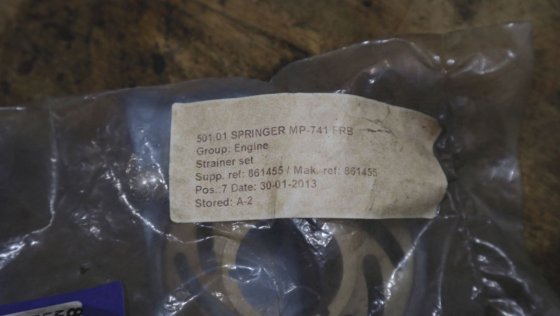 501.01 SPRINGER MP-741 FRB
Group: Engine
Strainer set
Supp. ref: 861455 / Mak. ref: 861455
Pos.:7 Date: 30-01-2013
Stored: A-2